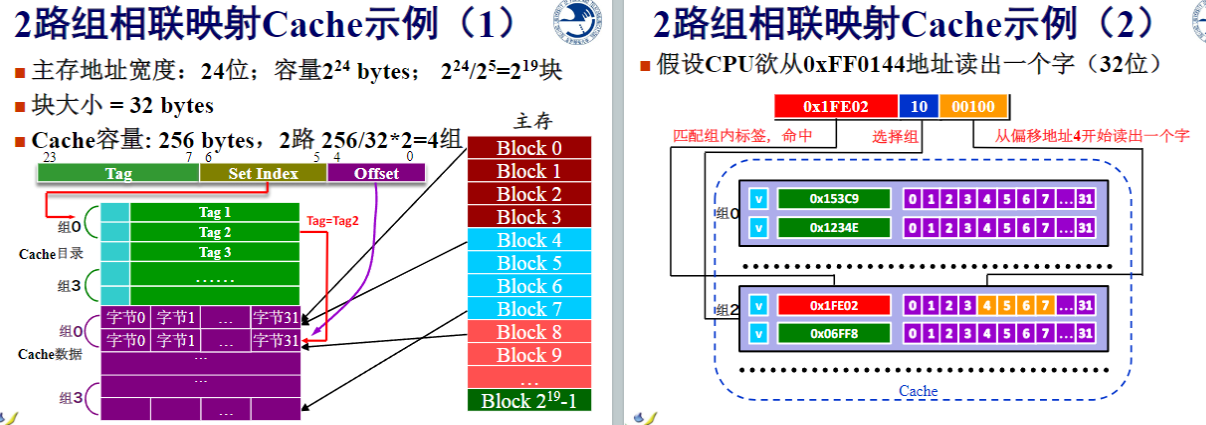 2路组相联映射Cache示例（1）
■ 主存地址宽度：24位；容量2²⁴ bytes； 2²⁴/2⁵=2¹⁹块
■ 块大小 = 32 bytes
■ Cache容量: 256 bytes，2路 256/32*2=4组
23 7 6 5 4 0
Tag Set Index Offset
组0
Tag 1
Tag 2
Tag=Tag2
Cache目录
Tag 3
……
组3
组0
字节0 字节1 … 字节31
字节0 字节1 … 字节31
Cache数据
…
…
组3
…
主存
Block 0
Block 1
Block 2
Block 3
Block 4
Block 5
Block 6
Block 7
Block 8
Block 9
…
Block 2¹⁹-1
2路组相联映射Cache示例（2）
■ 假设CPU欲从0xFF0144地址读出一个字（32位）
0x1FE02 10 00100
匹配组内标签，命中 选择组 从偏移地址4开始读出一个字
组0
v 0x153C9 0 1 2 3 4 5 6 7 … 31
v 0x1234E 0 1 2 3 4 5 6 7 … 31
组2
v 0x1FE02 0 1 2 3 4 5 6 7 … 31
v 0x06FF8 0 1 2 3 4 5 6 7 … 31
Cache